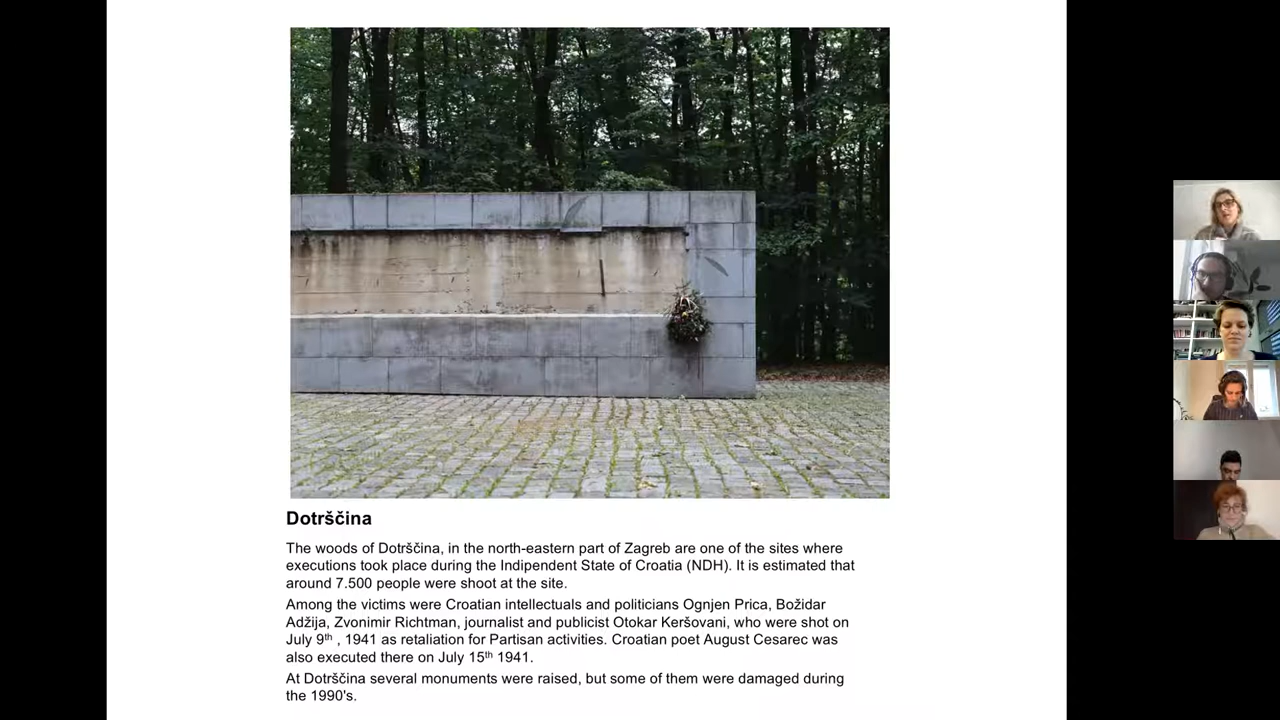 Dotrščina
The woods of Dotrščina, in the north-eastern part of Zagreb are one of the sites where
executions took place during the Indipendent State of Croatia (NDH). It is estimated that
around 7.500 people were shoot at the site.
Among the victims were Croatian intellectuals and politicians Ognjen Prica, Božidar
Adžija, Zvonimir Richtman, journalist and publicist Otokar Keršovani, who were shot on
July 9th , 1941 as retaliation for Partisan activities. Croatian poet August Cesarec was
also executed there on July 15th 1941.
At Dotrščina several monuments were raised, but some of them were damaged during
the 1990's.